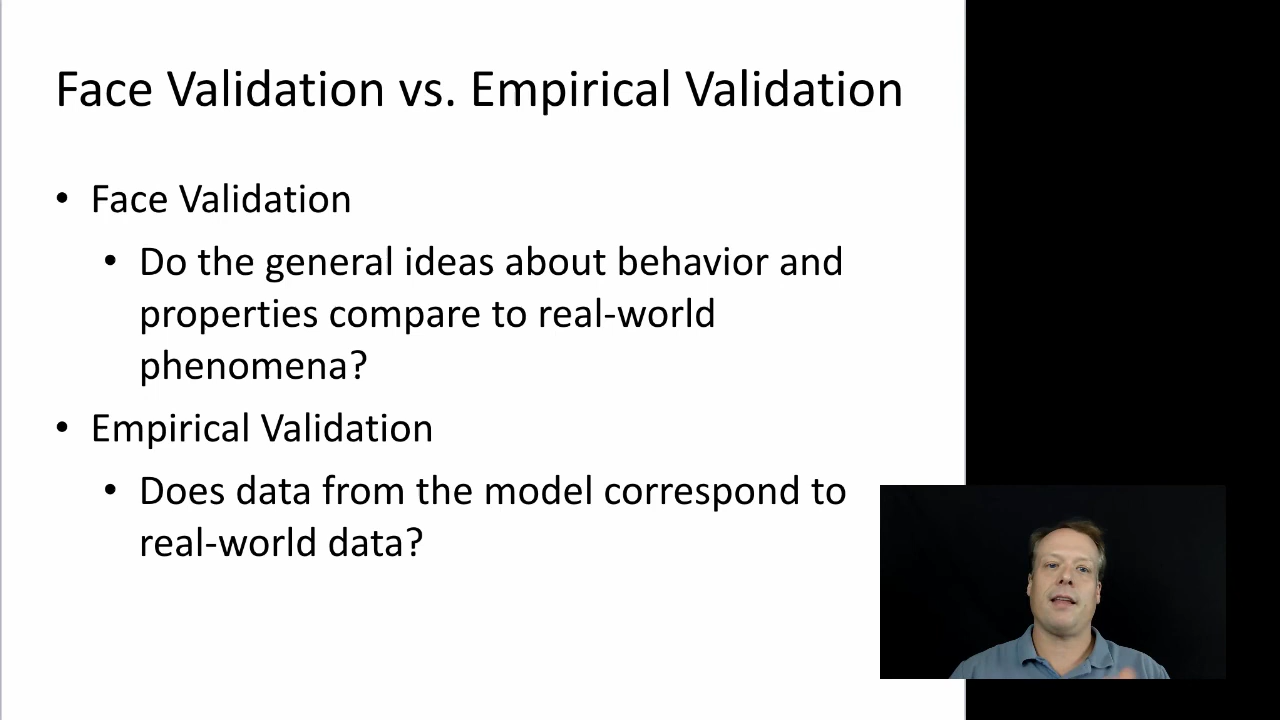 Face Validation vs. Empirical Validation
• Face Validation
• Do the general ideas about behavior and
properties compare to real-world
phenomena?
• Empirical Validation
• Does data from the model correspond to
real-world data?